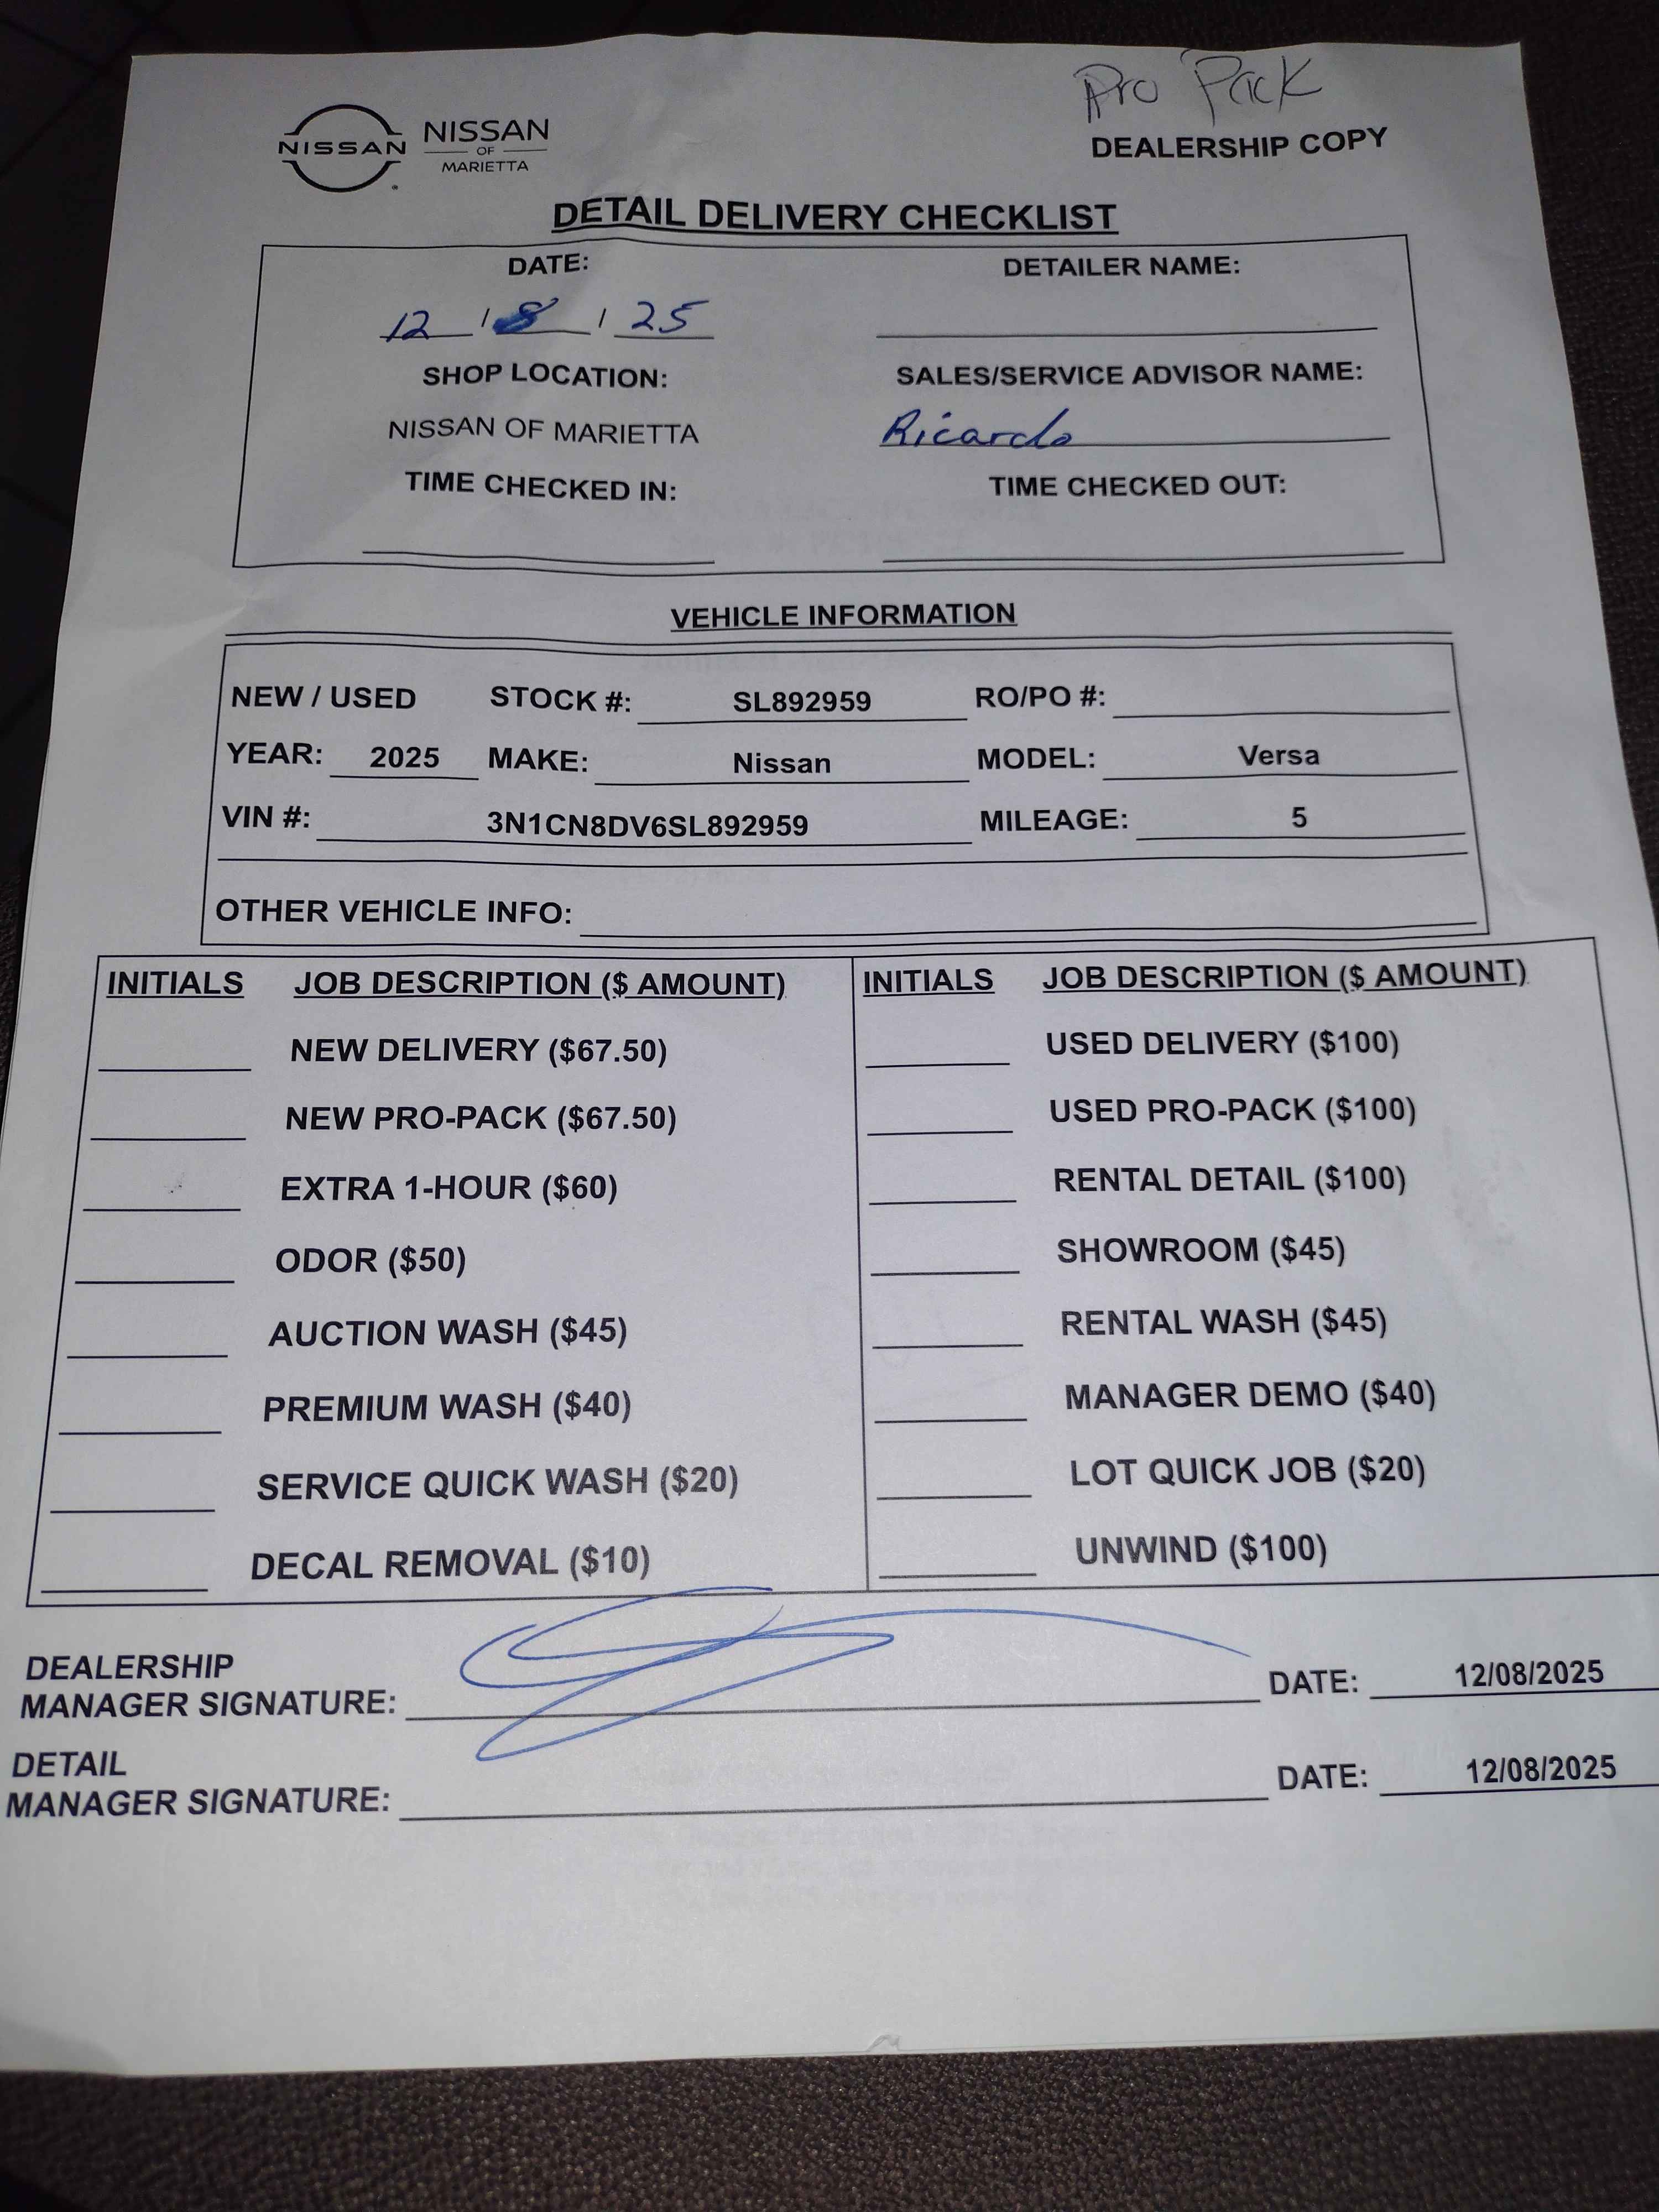 Pro Pack
NISSAN
NISSAN
OF
MARIETTA
DEALERSHIP COPY
DETAIL DELIVERY CHECKLIST
DATE: DETAILER NAME:
12 / 8 / 25
SHOP LOCATION: SALES/SERVICE ADVISOR NAME:
NISSAN OF MARIETTA Ricardo
TIME CHECKED IN: TIME CHECKED OUT:
VEHICLE INFORMATION
NEW / USED STOCK #: SL892959 RO/PO #:
YEAR: 2025 MAKE: Nissan MODEL: Versa
VIN #: 3N1CN8DV6SL892959 MILEAGE: 5
OTHER VEHICLE INFO:
INITIALS JOB DESCRIPTION ($ AMOUNT) INITIALS JOB DESCRIPTION ($ AMOUNT)
NEW DELIVERY ($67.50) USED DELIVERY ($100)
NEW PRO-PACK ($67.50) USED PRO-PACK ($100)
EXTRA 1-HOUR ($60) RENTAL DETAIL ($100)
ODOR ($50) SHOWROOM ($45)
AUCTION WASH ($45) RENTAL WASH ($45)
PREMIUM WASH ($40) MANAGER DEMO ($40)
SERVICE QUICK WASH ($20) LOT QUICK JOB ($20)
DECAL REMOVAL ($10) UNWIND ($100)
DEALERSHIP
MANAGER SIGNATURE: DATE: 12/08/2025
DETAIL
MANAGER SIGNATURE: DATE: 12/08/2025